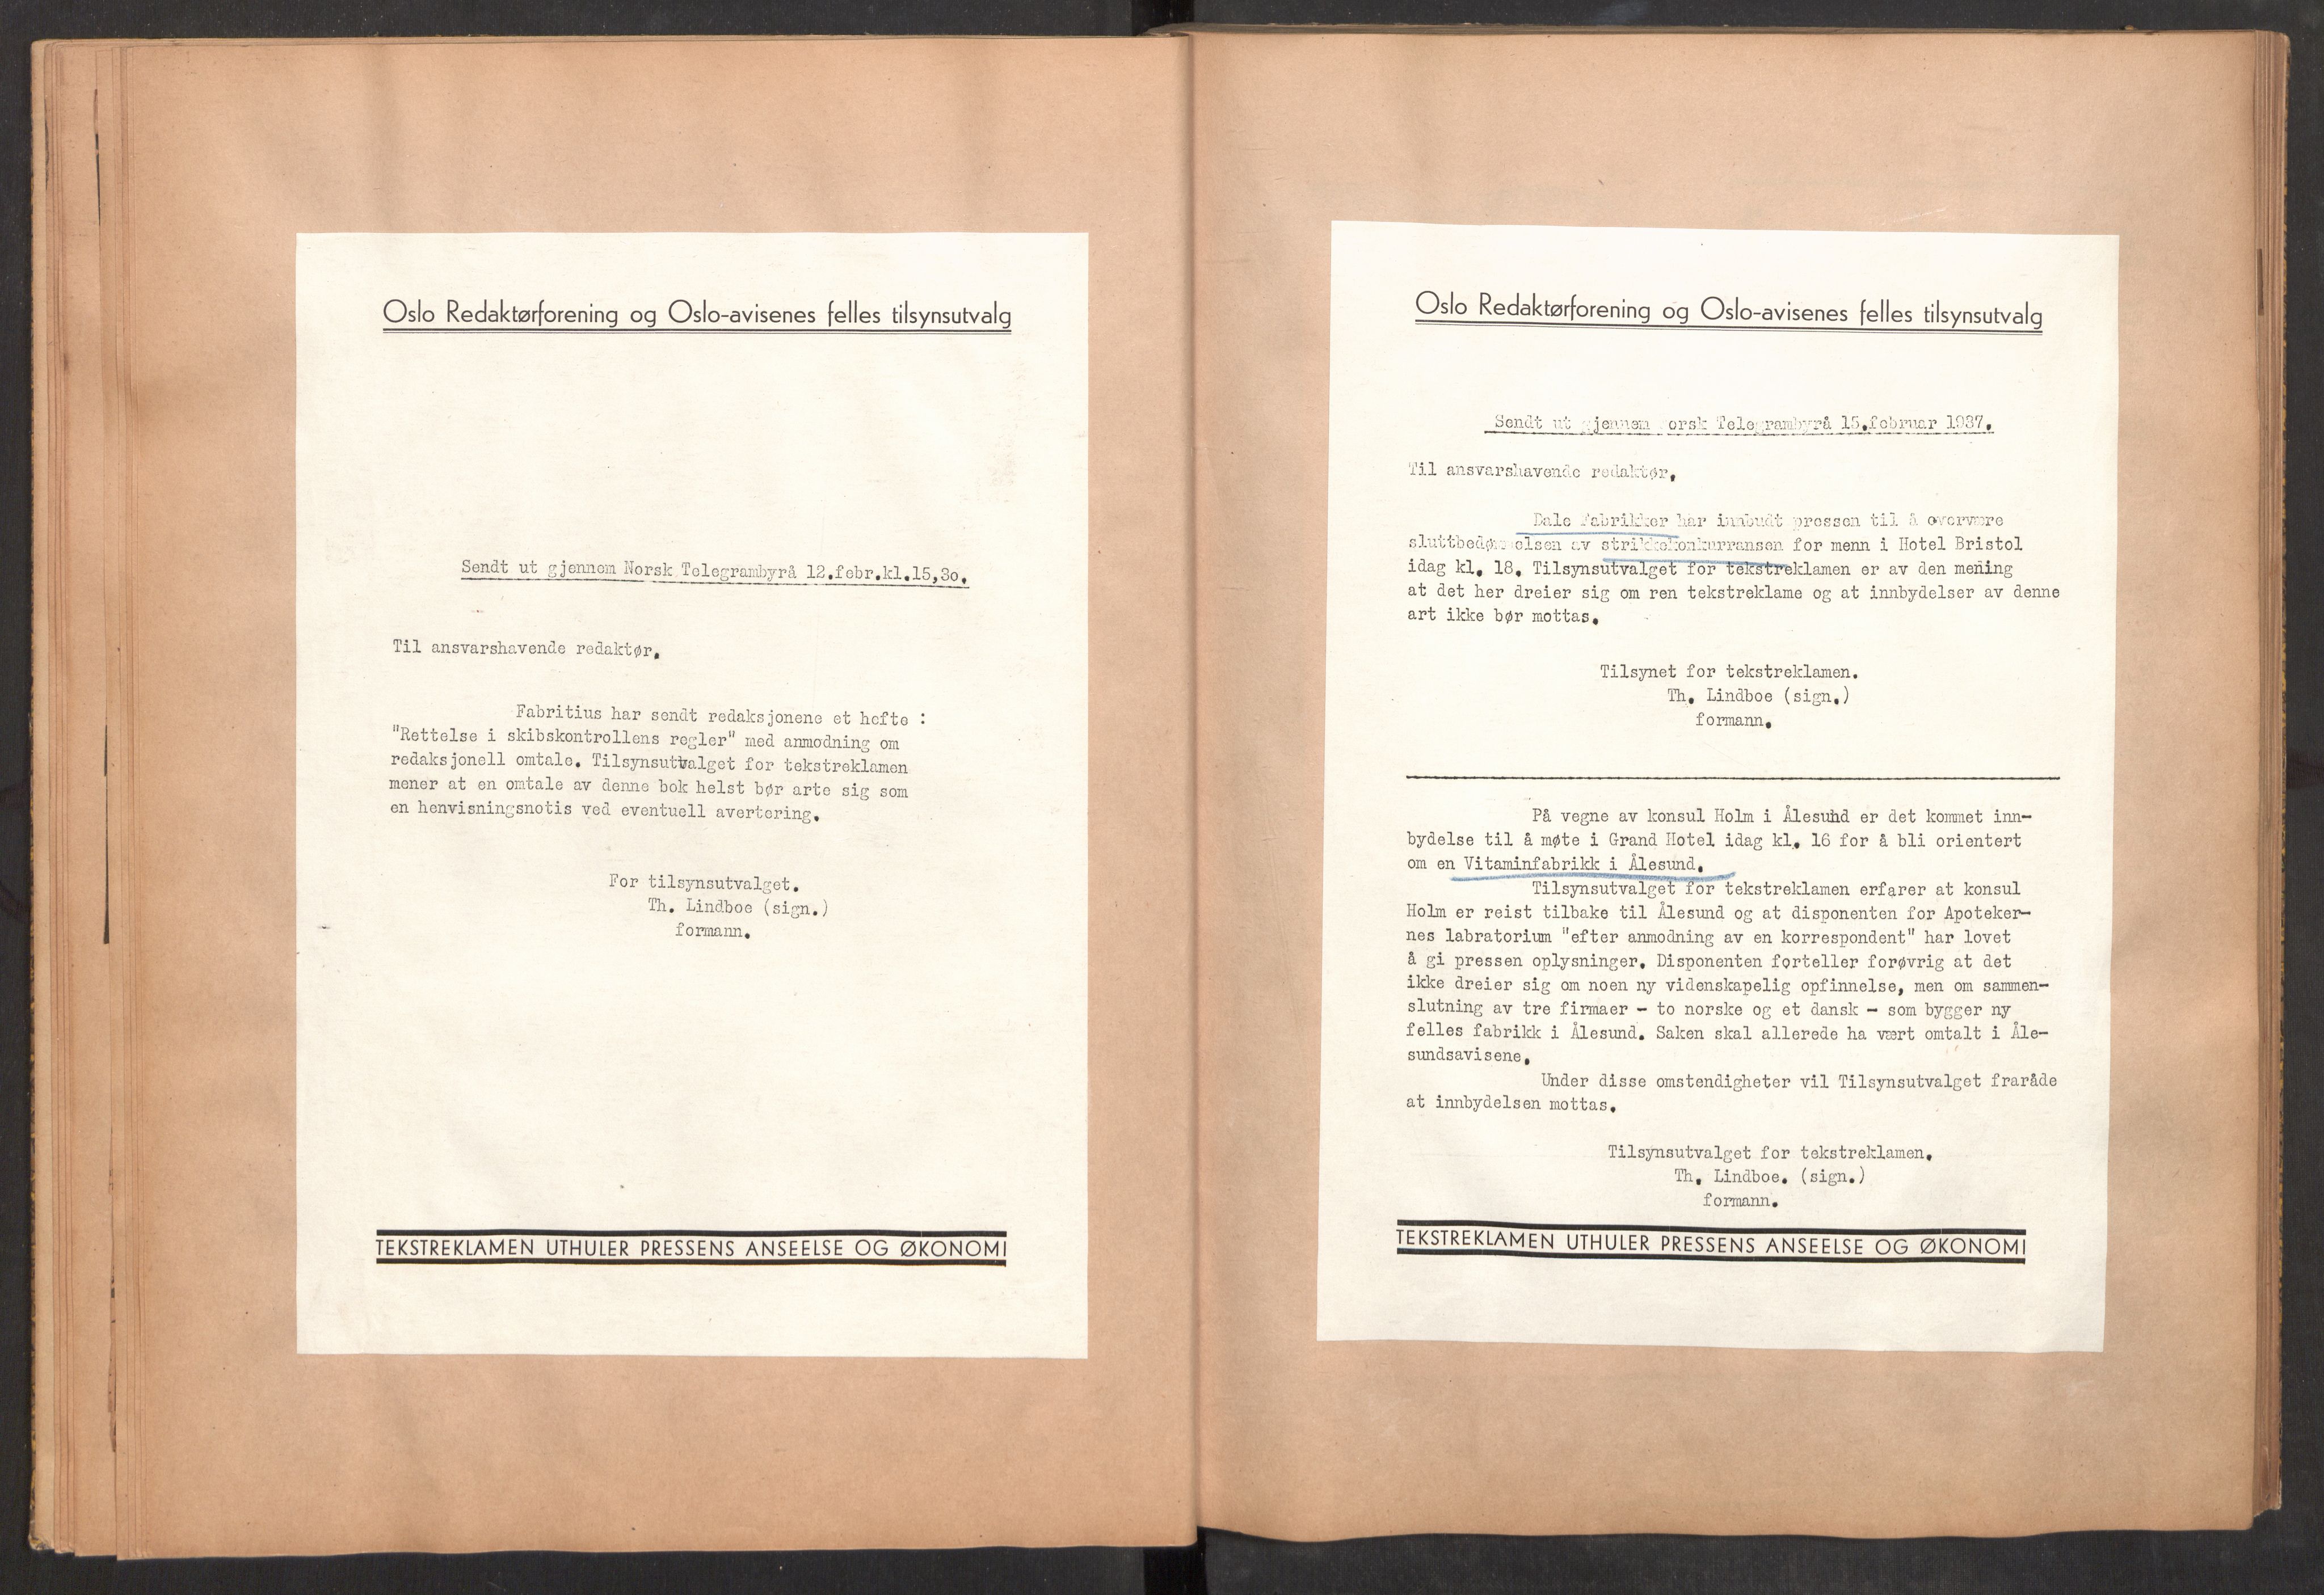 Oslo Redaktørforening og Oslo-avisenes felles tilsynsutvalg
Sendt ut gjennem Norsk Telegrambyrå 12.febr.kl.15,3o.
Til ansvarshavende redaktør.
Fabritius har sendt redaksjonene et hefte :
"Rettelse i skibskontrollens regler" med anmodning om
redaksjonell omtale. Tilsynsutvalget for tekstreklamen
mener at en omtale av denne bok helst bør arte sig som
en henvisningsnotis ved eventuell avertering.
For tilsynsutvalget.
Th. Lindboe (sign.)
formann.
TEKSTREKLAMEN UTHULER PRESSENS ANSEELSE OG ØKONOMI
Oslo Redaktørforening og Oslo-avisenes felles tilsynsutvalg
Sendt ut gjennem orsk Telegrambyrå 15.februar 1937.
Til ansvarshavende redaktør.
Dale Fabrikker har innbudt pressen til å overvære
sluttbedømmelsen av strikkekonkurransen for menn i Hotel Bristol
idag kl. 18. Tilsynsutvalget for tekstreklamen er av den mening
at det her dreier sig om ren tekstreklame og at innbydelser av denne
art ikke bør mottas.
Tilsynet for tekstreklamen.
Th. Lindboe (sign.)
formann.
På vegne av konsul Holm i Ålesund er det kommet inn-
bydelse til å møte i Grand Hotel idag kl. 16 for å bli orientert
om en Vitaminfabrikk i Ålesund.
Tilsynsutvalget for tekstreklamen erfarer at konsul
Holm er reist tilbake til Ålesund og at disponenten for Apoteker-
nes labratorium "efter anmodning av en korrespondent" har lovet
å gi pressen oplysninger. Disponenten forteller forøvrig at det
ikke dreier sig om noen ny videnskapelig opfinnelse, men om sammen-
slutning av tre firmaer - to norske og et dansk - som bygger ny
felles fabrikk i Ålesund. Saken skal allerede ha vært omtalt i Åle-
sundsavisene.
Under disse omstendigheter vil Tilsynsutvalget fraråde
at innbydelsen mottas.
Tilsynsutvalget for tekstreklamen.
Th. Lindboe. (sign.)
formann.
TEKSTREKLAMEN UTHULER PRESSENS ANSEELSE OG ØKONOMI